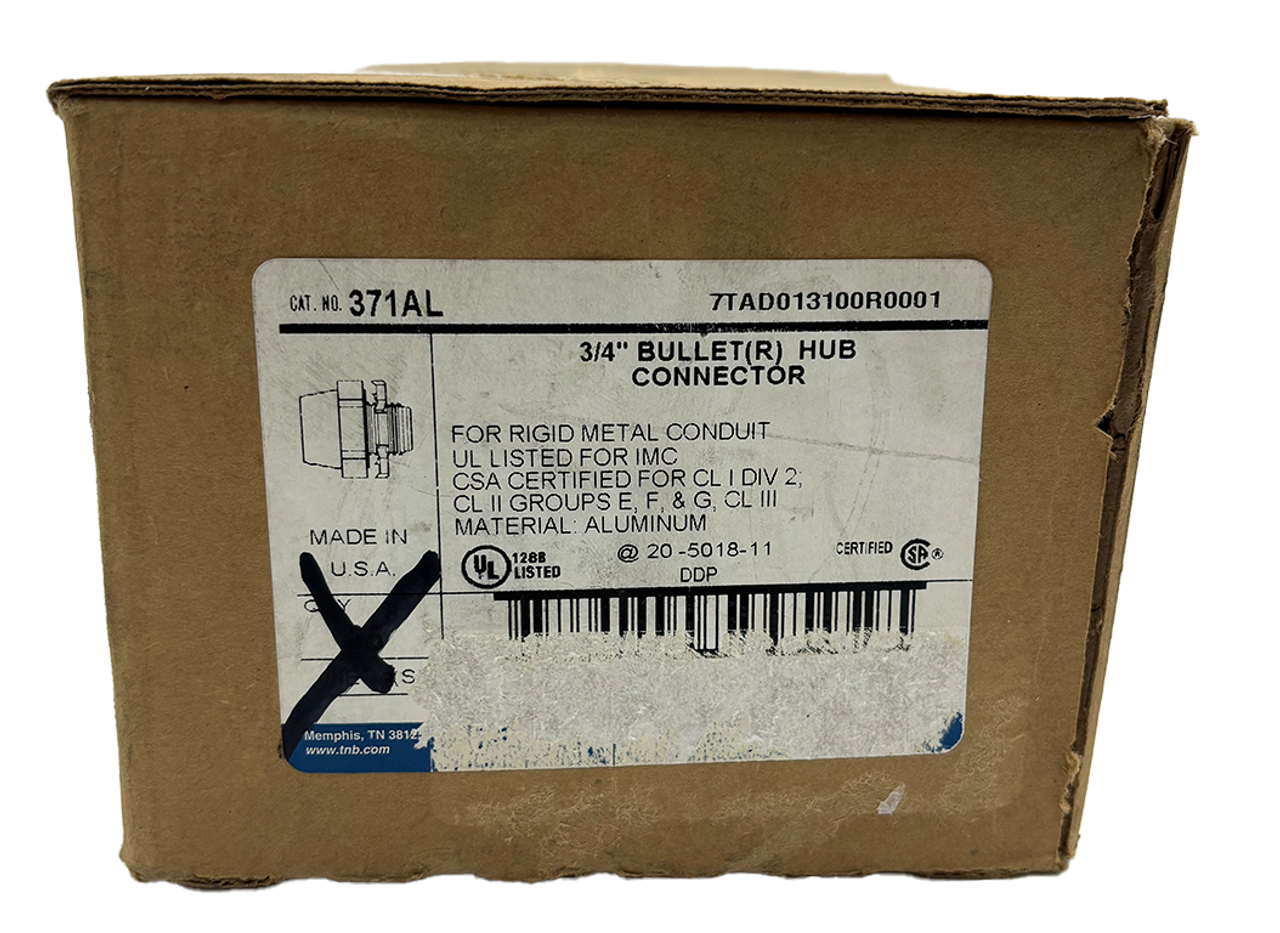 CAT. NO. 371AL 7TAD013100R0001
3/4" BULLET(R) HUB
CONNECTOR
FOR RIGID METAL CONDUIT
UL LISTED FOR IMC
CSA CERTIFIED FOR CL I DIV 2;
CL II GROUPS E, F, & G, CL III
MATERIAL: ALUMINUM
MADE IN
U.S.A.
UL 128B
LISTED
@ 20-5018-11
DDP
CERTIFIED SA ®
Memphis, TN
www.tnb.com